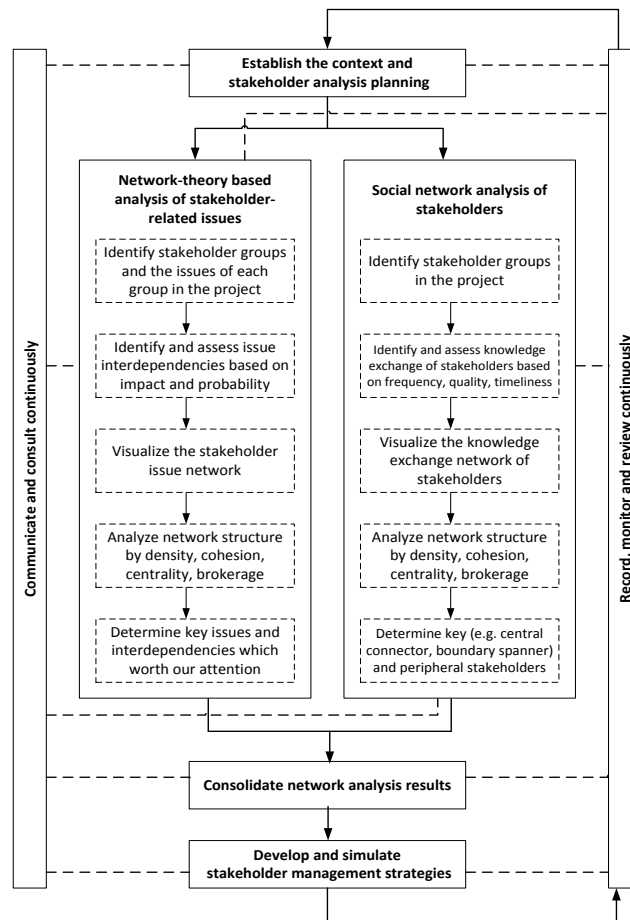 Establish the context and
stakeholder analysis planning
Communicate and consult continuously
Network-theory based
analysis of stakeholder-
related issues
Identify stakeholder groups
and the issues of each
group in the project
Identify and assess issue
interdependencies based on
impact and probability
Visualize the stakeholder
issue network
Analyze network structure
by density, cohesion,
centrality, brokerage
Determine key issues and
interdependencies which
worth our attention
Social network analysis of
stakeholders
Identify stakeholder groups
in the project
Identify and assess knowledge
exchange of stakeholders based
on frequency, quality, timeliness
Visualize the knowledge
exchange network of
stakeholders
Analyze network structure
by density, cohesion,
centrality, brokerage
Determine key (e.g. central
connector, boundary spanner)
and peripheral stakeholders
Record, monitor and review continuously
Consolidate network analysis results
Develop and simulate
stakeholder management strategies